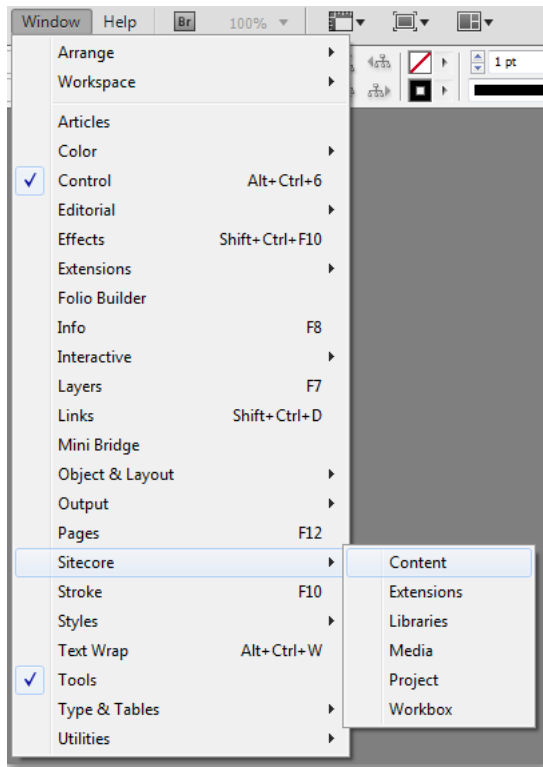 Window Help Br 100%
Arrange
Workspace
1 pt
Articles
Color
Control Alt+Ctrl+6
Editorial
Effects Shift+Ctrl+F10
Extensions
Folio Builder
Info F8
Interactive
Layers F7
Links Shift+Ctrl+D
Mini Bridge
Object & Layout
Output
Pages F12
Sitecore
Stroke F10
Styles
Text Wrap Alt+Ctrl+W
Tools
Type & Tables
Utilities
Content
Extensions
Libraries
Media
Project
Workbox